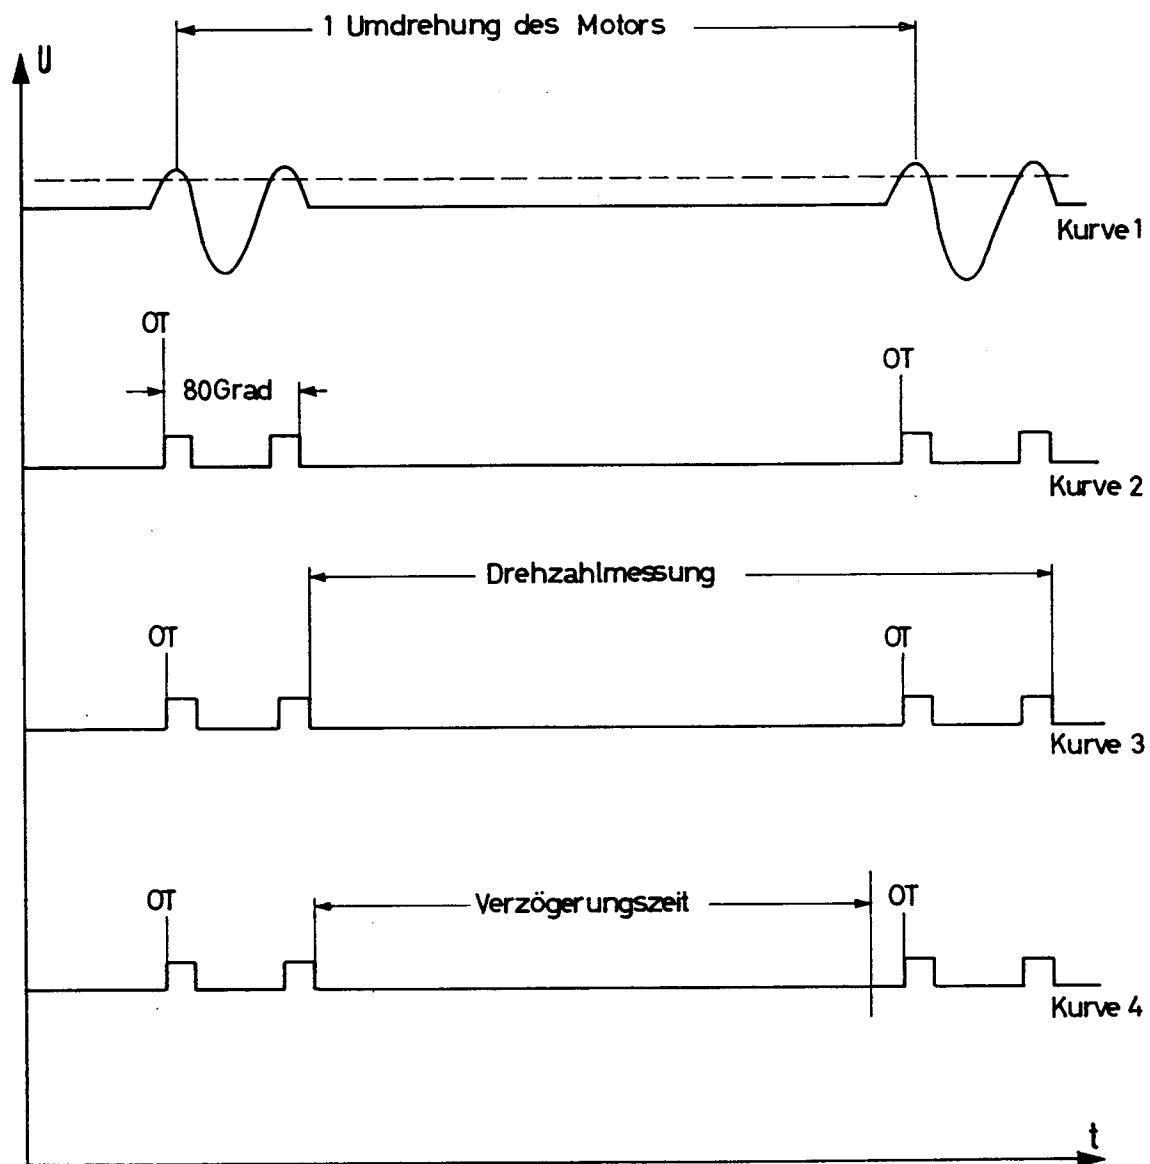 1 Umdrehung des Motors
U
Kurve 1
OT
OT
80Grad
Kurve 2
Drehzahlmessung
OT
OT
Kurve 3
OT
Verzögerungszeit
OT
Kurve 4
t